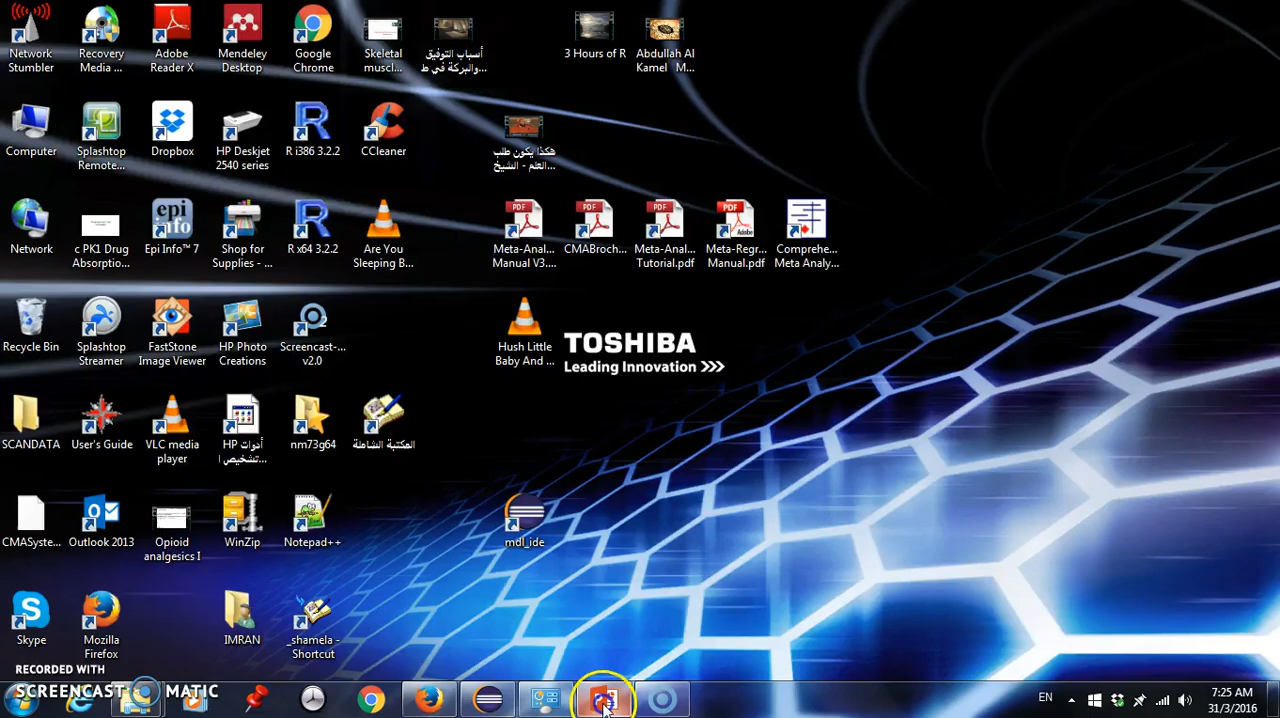 Network
Stumbler
Recovery
Media ...
Adobe
Reader X
Mendeley
Desktop
Google
Chrome
Skeletal
muscl...
أسباب التوفيق
والبركة في ط...
3 Hours of R
Abdullah Al
Kamel M...
Computer
Splashtop
Remote...
Dropbox
HP Deskjet
2540 series
R i386 3.2.2
CCleaner
هكذا يكون طلب
العلم - الشيخ...
Network
c PK1 Drug
Absorptio...
epi
info
Epi Info™ 7
Shop for
Supplies - ...
R x64 3.2.2
Are You
Sleeping B...
Meta-Anal...
Manual V3....
CMABroch...
Meta-Anal...
Tutorial.pdf
Meta-Regr...
Manual.pdf
Comprehe...
Meta Analy...
Recycle Bin
Splashtop
Streamer
FastStone
Image Viewer
HP Photo
Creations
Screencast-...
v2.0
Hush Little
Baby And ...
TOSHIBA
Leading Innovation >>>
SCANDATA
User's Guide
VLC media
player
أدوات HP
تشخيص ا...
nm73g64
المكتبة الشاملة
CMASyste...
Outlook 2013
Opioid
analgesics I
WinZip
Notepad++
mdl_ide
Skype
Mozilla
Firefox
IMRAN
_shamela -
Shortcut
RECORDED WITH
SCREENCAST MATIC
EN
7:25 AM
31/3/2016